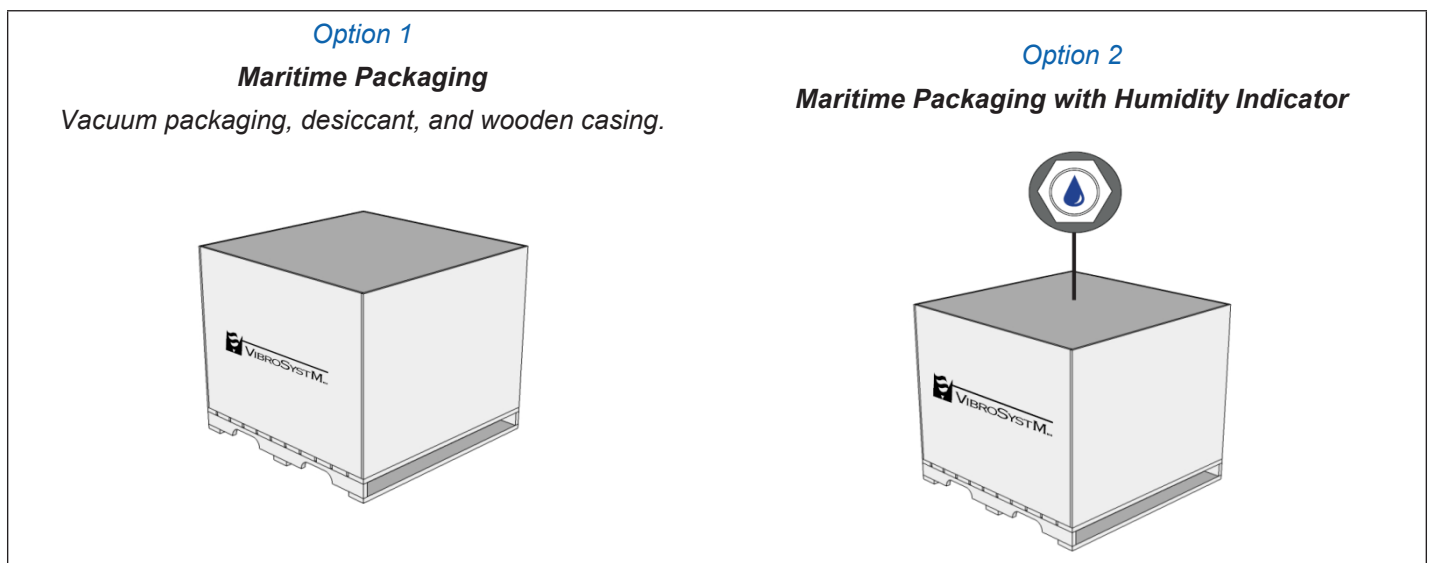 Option 1
Maritime Packaging
Vacuum packaging, desiccant, and wooden casing.
VIBROSYSTM
Option 2
Maritime Packaging with Humidity Indicator
VIBROSYSTM